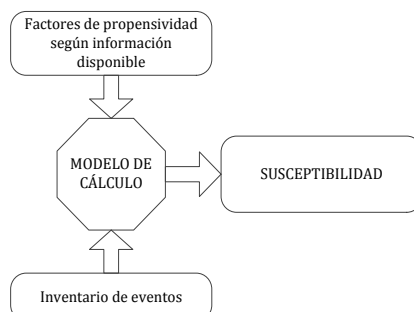 Factores de propensividad
según información
disponible
MODELO DE
CÁLCULO
SUSCEPTIBILIDAD
Inventario de eventos